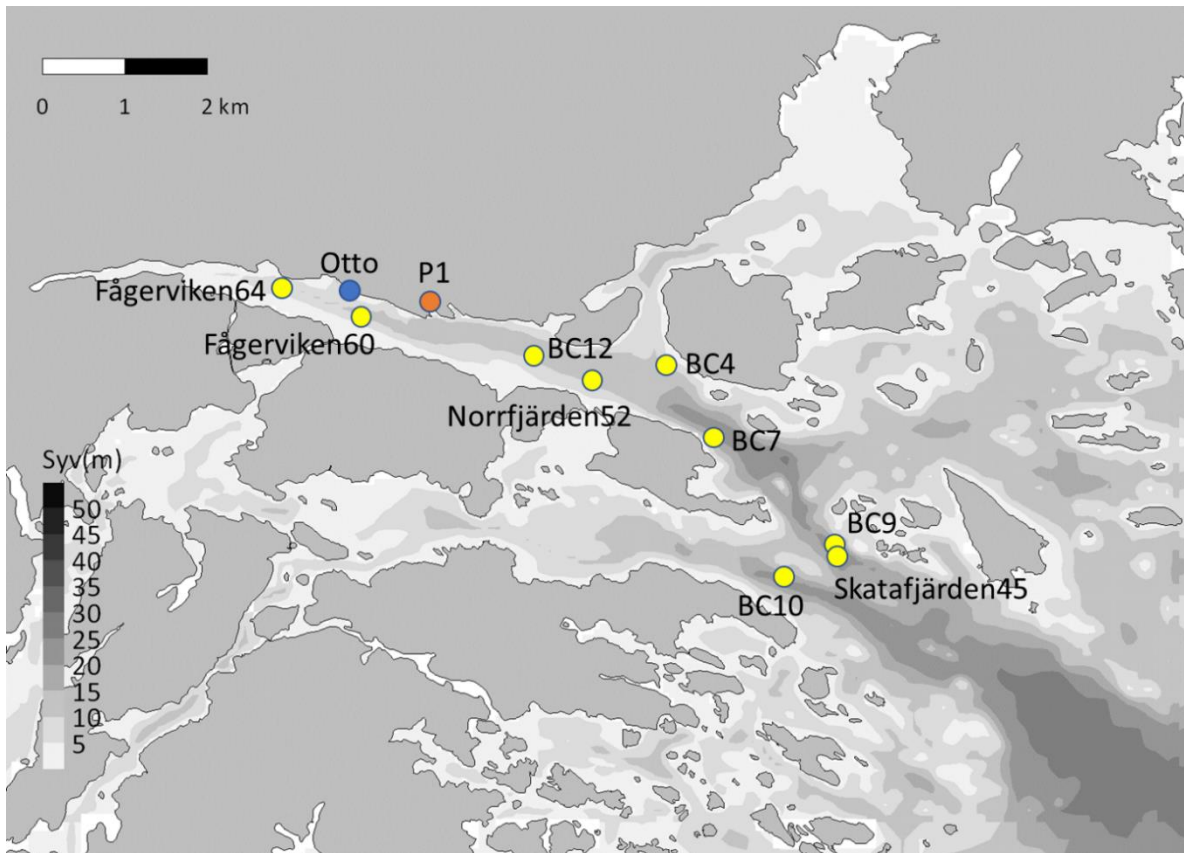 0 1 2 km
Otto
P1
Fågerviken64
Fågerviken60
BC12
BC4
Norrfjärden52
BC7
Syv(m)
50
45
40
35
30
25
20
15
10
5
BC9
Skatafjärden45
BC10